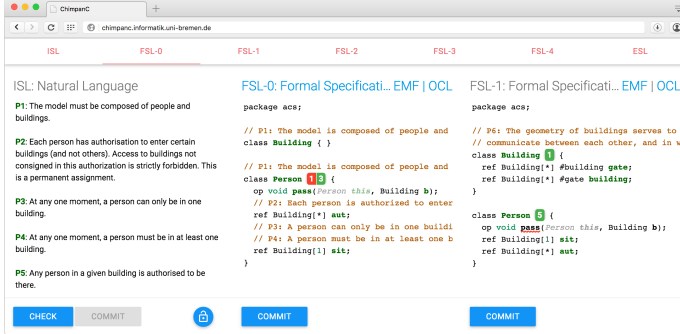 ChimpanC
chimpanc.informatik.uni-bremen.de
ISL FSL-0 FSL-1 FSL-2 FSL-3 FSL-4 ESL
ISL: Natural Language
P1: The model must be composed of people and
buildings.
P2: Each person has authorisation to enter certain
buildings (and not others). Access to buildings not
consigned in this authorization is strictly forbidden. This
is a permanent assignment.
P3: At any moment, a person can only be in one
building.
P4: At any one moment, a person must be in at least one
building.
P5: Any person in a given building is authorised to be
there.
CHECK COMMIT
FSL-0: Formal Specificati... EMF | OCL
package acs;
// P1: The model is composed of people and
class Building { }
// P1: The model is composed of people and
class Person 1 3 {
op void pass(Person this, Building b);
// P2: Each person is authorized to enter
ref Building[*] aut;
// P3: A person can only be in one buildi
// P4: A person must be in at least one b
ref Building[1] sit;
}
COMMIT
FSL-1: Formal Specificati... EMF | OCL
package acs;
// P6: The geometry of buildings serves to
// communicate between each other, and in w
class Building 1 {
ref Building[*] #building gate;
ref Building[*] #gate building;
}
class Person 5 {
op void pass(Person this, Building b);
ref Building[1] sit;
ref Building[*] aut;
}
COMMIT